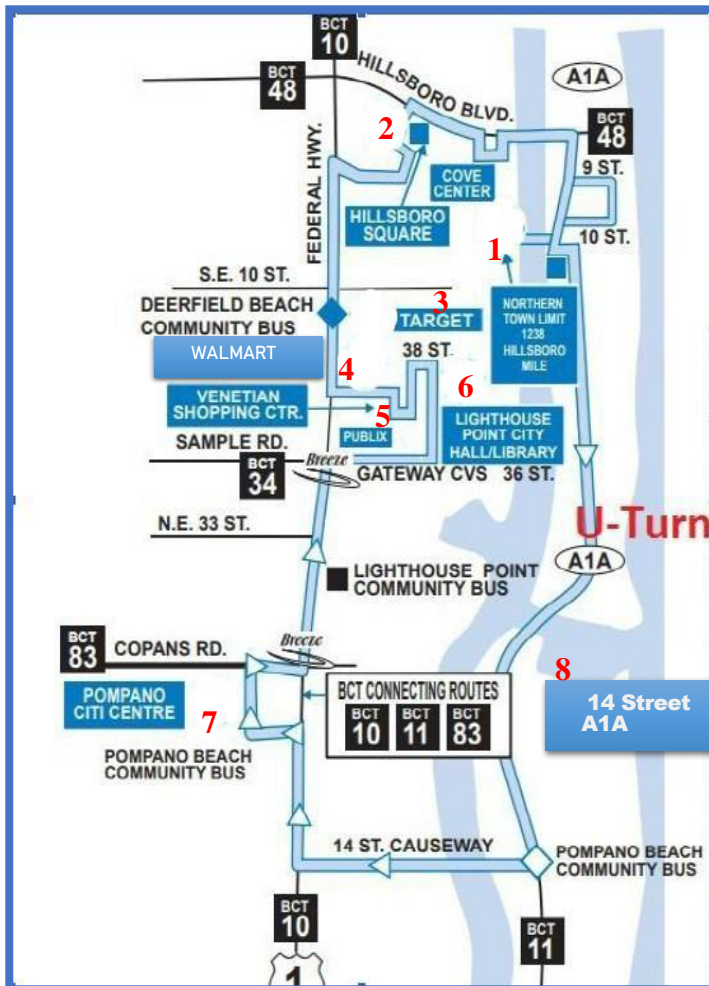 BCT
10
BCT
48
HILLSBORO BLVD.
A1A
2
BCT
48
FEDERAL HWY.
COVE
CENTER
9 ST.
HILLSBORO
SQUARE
10 ST.
1
S.E. 10 ST.
NORTHERN
TOWN LIMIT
1238
HILLSBORO
MILE
DEERFIELD BEACH
COMMUNITY BUS
3
TARGET
WALMART
38 ST.
4
6
VENETIAN
SHOPPING CTR.
5
PUBLIX
LIGHTHOUSE
POINT CITY
HALL/LIBRARY
SAMPLE RD.
BCT
34
Breeze
GATEWAY CVS 36 ST.
N.E. 33 ST.
U-Turn
A1A
LIGHTHOUSE POINT
COMMUNITY BUS
BCT
83
COPANS RD.
Breeze
8
POMPANO
CITI CENTRE
7
BCT CONNECTING ROUTES
BCT
10
BCT
11
BCT
83
14 Street
A1A
POMPANO BEACH
COMMUNITY BUS
14 ST. CAUSEWAY
POMPANO BEACH
COMMUNITY BUS
BCT
10
BCT
11
1